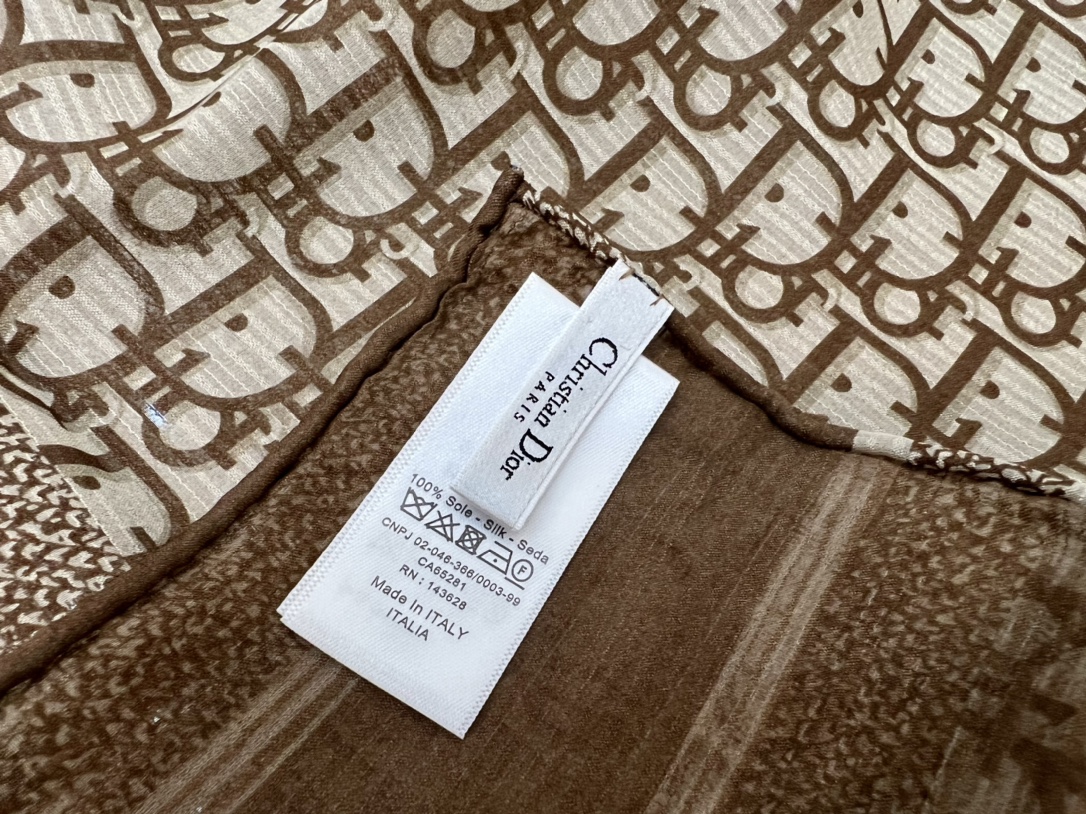 Christian Dior
PARIS
100% Soie - Silk - Seda
F
CNPJ 02-046-366/0003-99
CA65281
RN : 143628
Made In ITALY
ITALIA